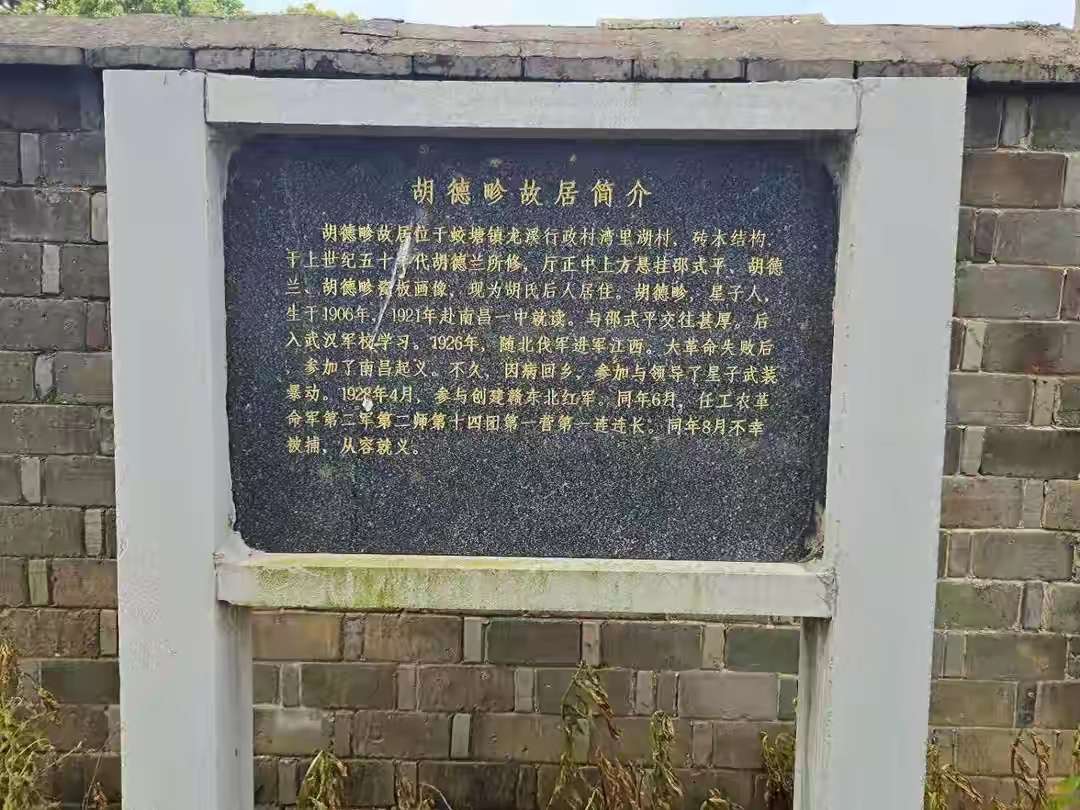 胡德畛故居简介
胡德畛故居位于蛟塘镇龙溪行政村湾里湖村，砖木结构，
于上世纪五十年代胡德兰所修，厅正中上方悬挂邵式平、胡德
兰、胡德畛瓷板画像，现为胡氏后人居住。胡德畛，星子人，
生于1906年，1921年赴南昌一中就读。与邵式平交往甚厚。后
入武汉军校学习。1926年，随北伐军进军江西。大革命失败后
，参加了南昌起义。不久，因病回乡，参加与领导了星子武装
暴动。1928年4月，参与创建赣东北红军，同年6月，任工农革
命军第二军第二师第十四团第一营第一连连长。同年8月不幸
被捕，从容就义。